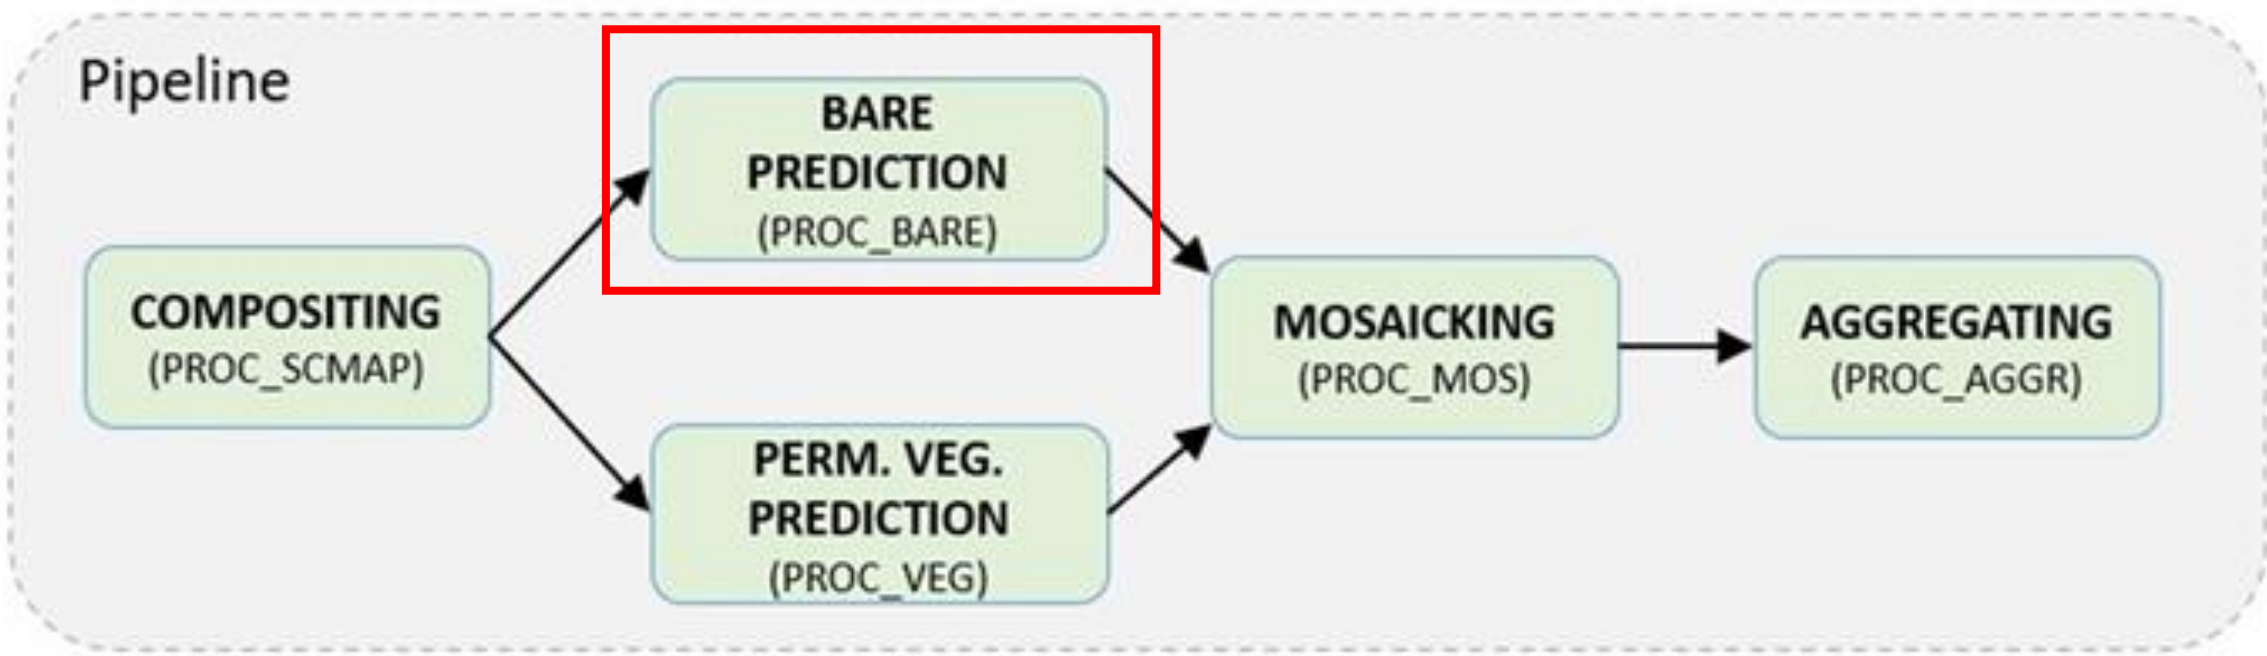 Pipeline
BARE
PREDICTION
(PROC_BARE)
COMPOSITING
(PROC_SCMAP)
PERM. VEG.
PREDICTION
(PROC_VEG)
MOSAICKING
(PROC_MOS)
AGGREGATING
(PROC_AGGR)